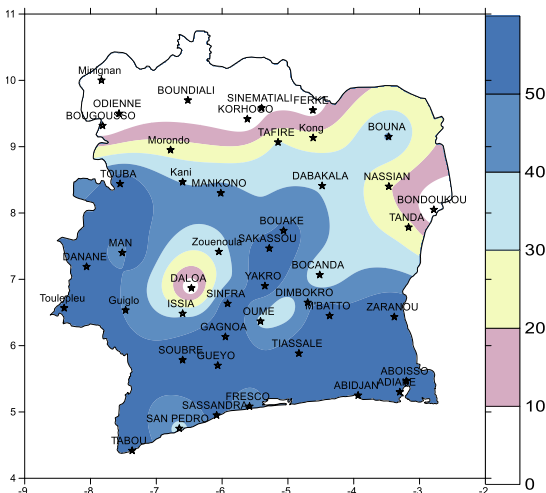 11
Minignan
50
10
BOUNDIALI
SINEMATIALI FERKE
ODIENNE
KORHOGO
BOUGOUSSO
BOUNA
TAFIRE Kong
9
Morondo
40
TOUBA
Kani
MANKONO
DABAKALA
NASSIAN
BONDOUKOU
8
BOUAKE
TANDA
MAN
Zouenoula
SAKASSOU
30
DANANE
BOCANDA
7
DALOA
YAKRO
Toulepleu
Guiglo
SINFRA
DIMBOKRO
ISSIA
OUME
M'BATTO
ZARANOU
20
GAGNOA
6
SOUBRE
GUEYO
TIASSALE
ABOISSO
ADIAKE
ABIDJAN
FRESCO
SASSANDRA
10
5
SAN PEDRO
TABOU
4
0
-9 -8 -7 -6 -5 -4 -3 -2